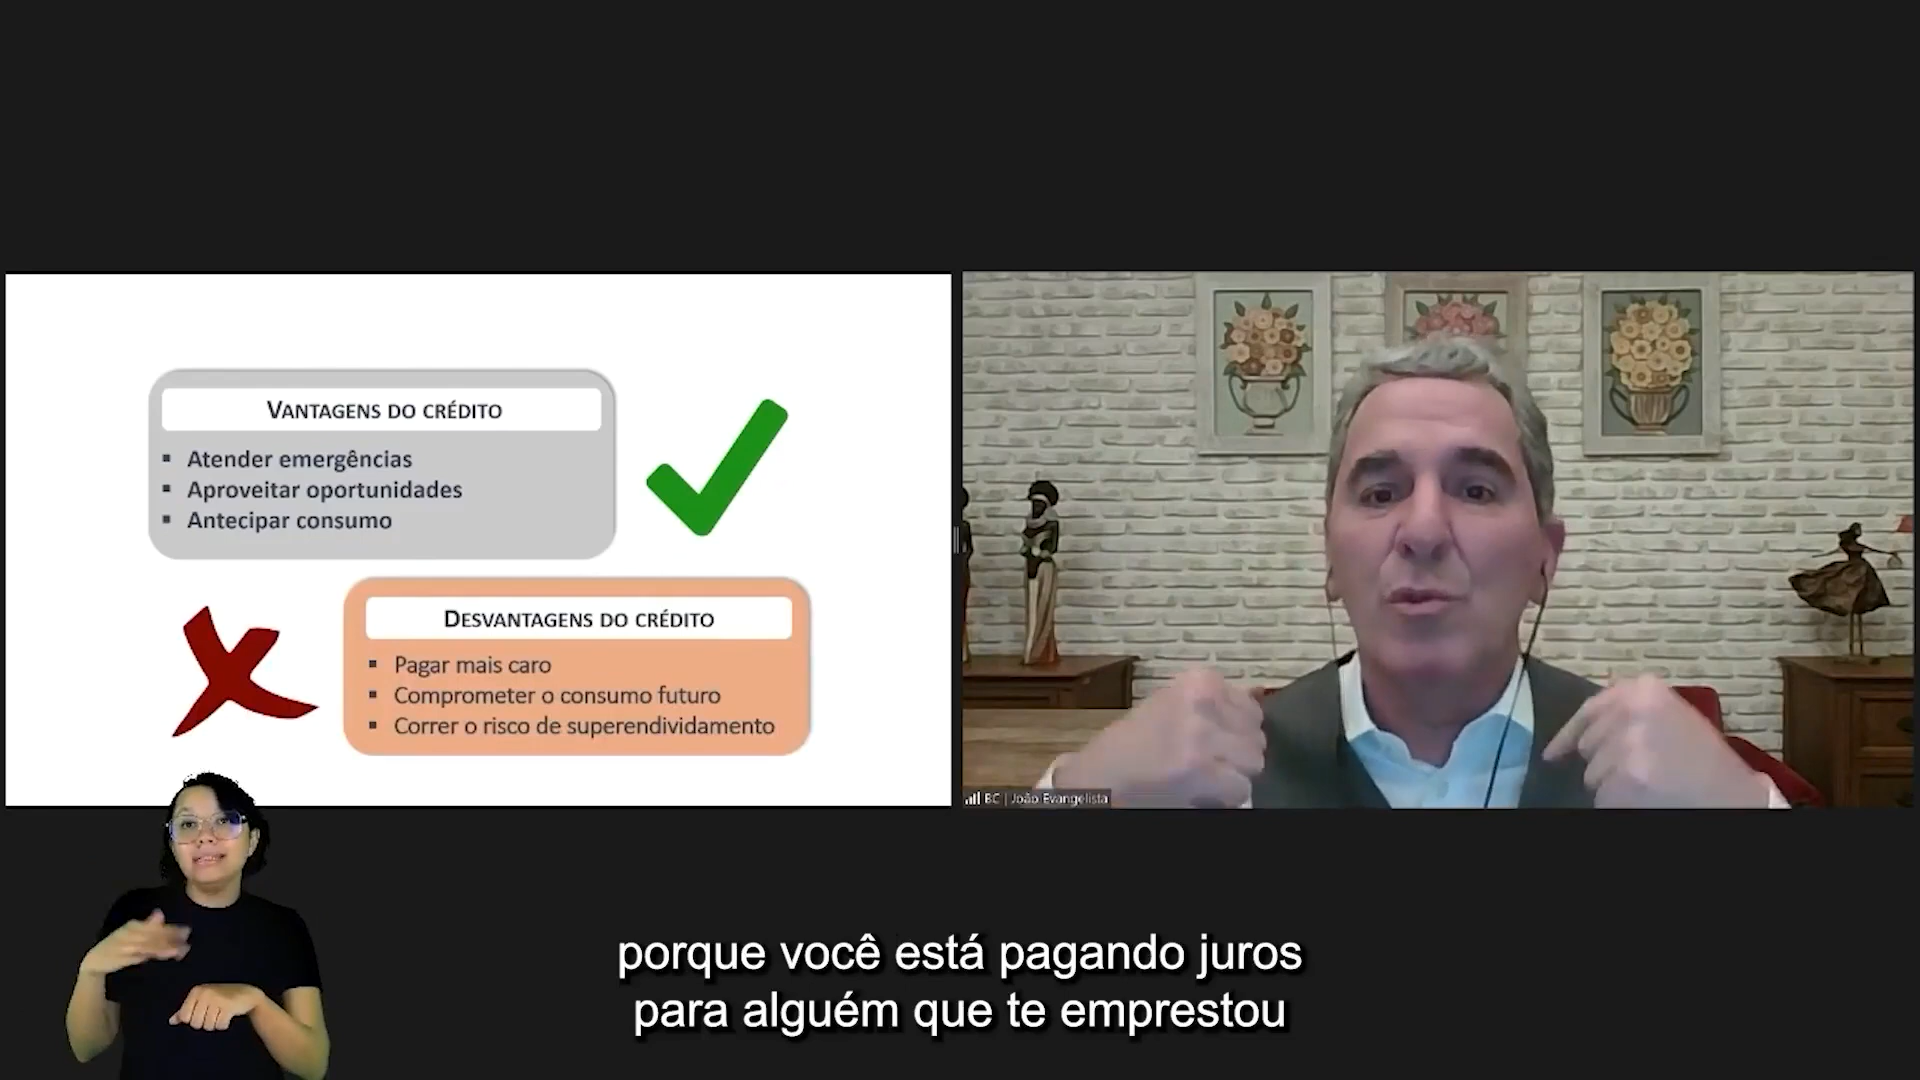 VANTAGENS DO CRÉDITO
▪ Atender emergências
▪ Aproveitar oportunidades
▪ Antecipar consumo
DESVANTAGENS DO CRÉDITO
▪ Pagar mais caro
▪ Comprometer o consumo futuro
▪ Correr o risco de superendividamento
BC | João Evangelista
porque você está pagando juros
para alguém que te emprestou